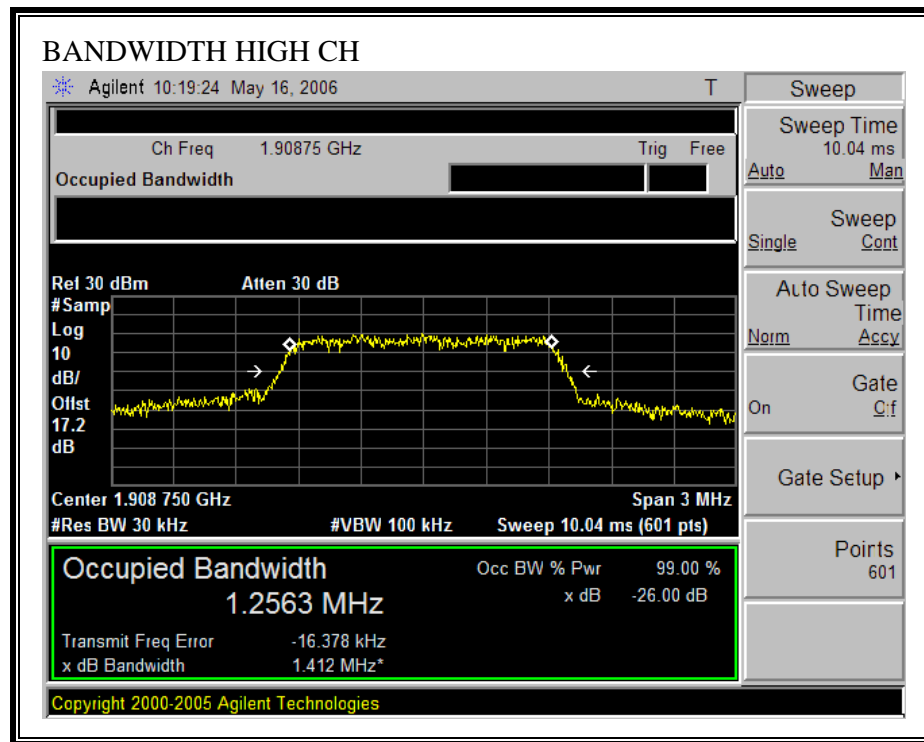 BANDWIDTH HIGH CH
Agilent 10:19:24 May 16, 2006 T
Ch Freq 1.90875 GHz Trig Free
Occupied Bandwidth
Ref 30 dBm Atten 30 dB
#Samp
Log
10
dB/
Offst
17.2
dB
Center 1.908 750 GHz Span 3 MHz
#Res BW 30 kHz #VBW 100 kHz Sweep 10.04 ms (601 pts)
Occupied Bandwidth
1.2563 MHz
Occ BW % Pwr 99.00 %
x dB -26.00 dB
Transmit Freq Error -16.378 kHz
x dB Bandwidth 1.412 MHz*
Copyright 2000-2005 Agilent Technologies
Sweep
Sweep Time
10.04 ms
Auto Man
Sweep
Single Cont
Auto Sweep
Time
Norm Accy
Gate
On Off
Gate Setup
Points
601